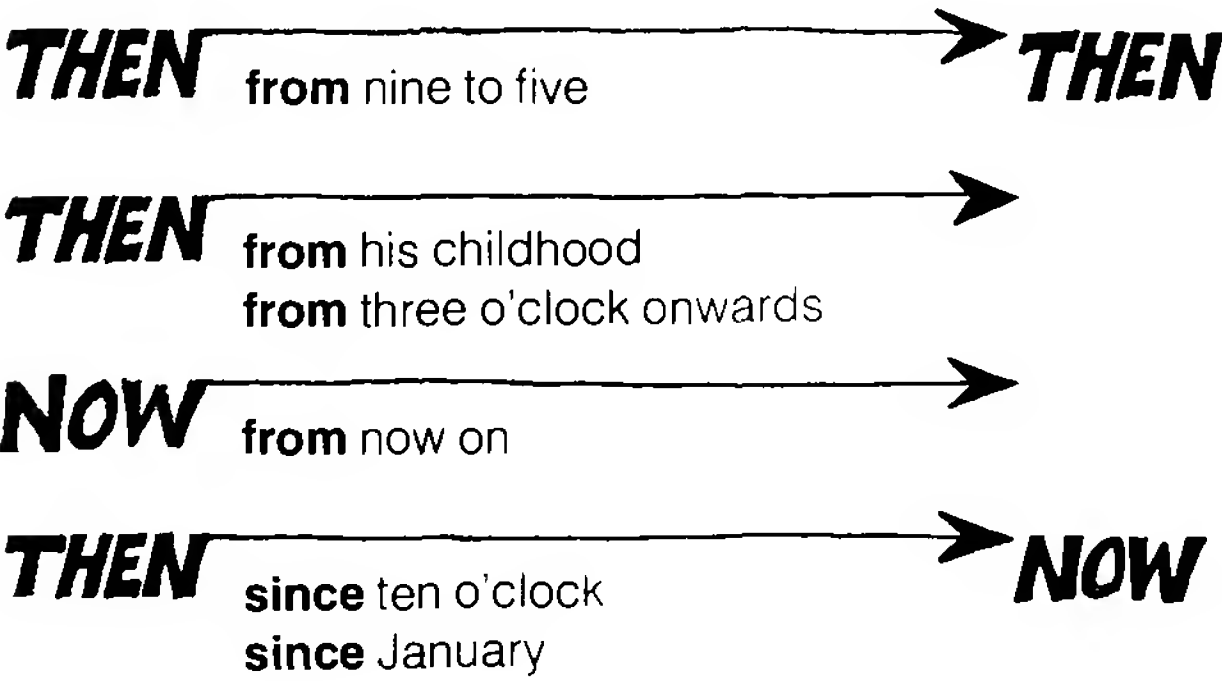 THEN THEN
from nine to five
THEN
from his childhood
from three o'clock onwards
NOW
from now on
THEN NOW
since ten o'clock
since January